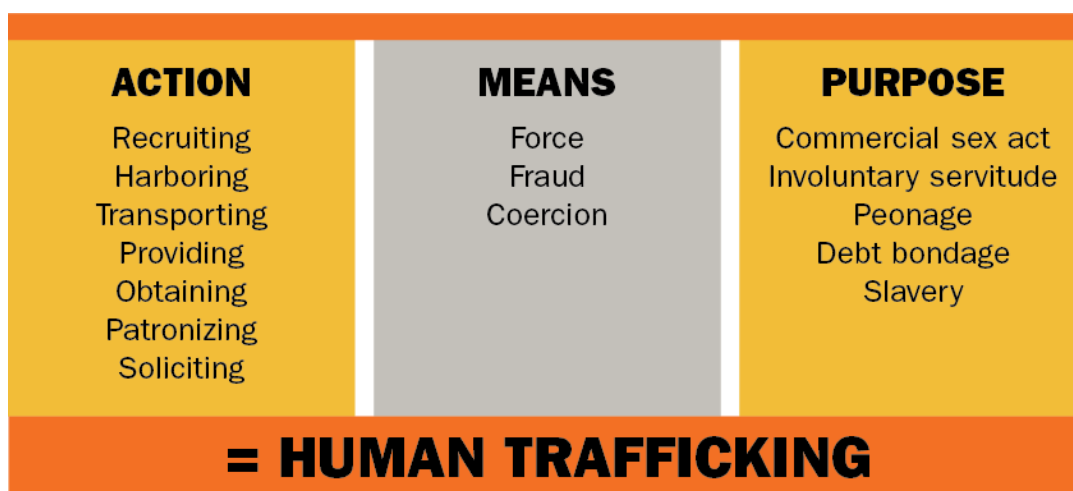 ACTION
Recruiting
Harboring
Transporting
Providing
Obtaining
Patronizing
Soliciting
MEANS
Force
Fraud
Coercion
PURPOSE
Commercial sex act
Involuntary servitude
Peonage
Debt bondage
Slavery
= HUMAN TRAFFICKING